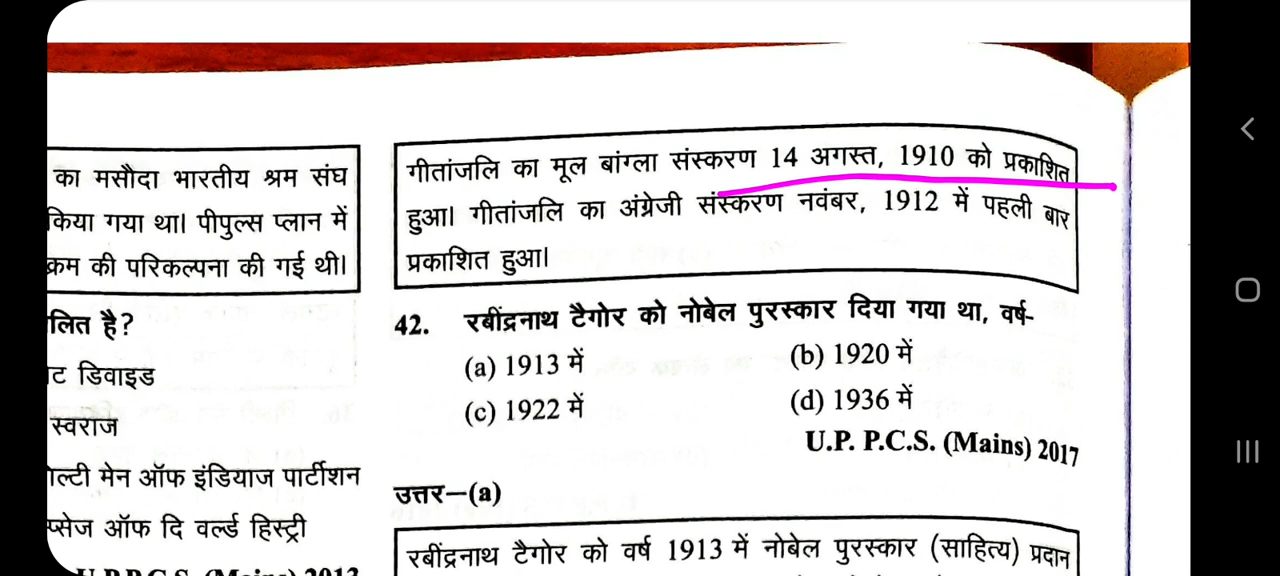 का मसौदा भारतीय श्रम संघ
किया गया था। पीपुल्स प्लान में
क्रम की परिकल्पना की गई थी।
लित है?
ट डिवाइड
स्वराज
ोल्टी मेन ऑफ इंडियाज पार्टीशन
प्सेज ऑफ दि वर्ल्ड हिस्ट्री
गीतांजलि का मूल बांग्ला संस्करण 14 अगस्त, 1910 को प्रकाशित
हुआ। गीतांजलि का अंग्रेजी संस्करण नवंबर, 1912 में पहली बार
प्रकाशित हुआ।
42. रबींद्रनाथ टैगोर को नोबेल पुरस्कार दिया गया था, वर्ष-
(a) 1913 में (b) 1920 में
(c) 1922 में (d) 1936 में
U.P. P.C.S. (Mains) 2017
उत्तर—(a)
रबींद्रनाथ टैगोर को वर्ष 1913 में नोबेल पुरस्कार (साहित्य) प्रदान